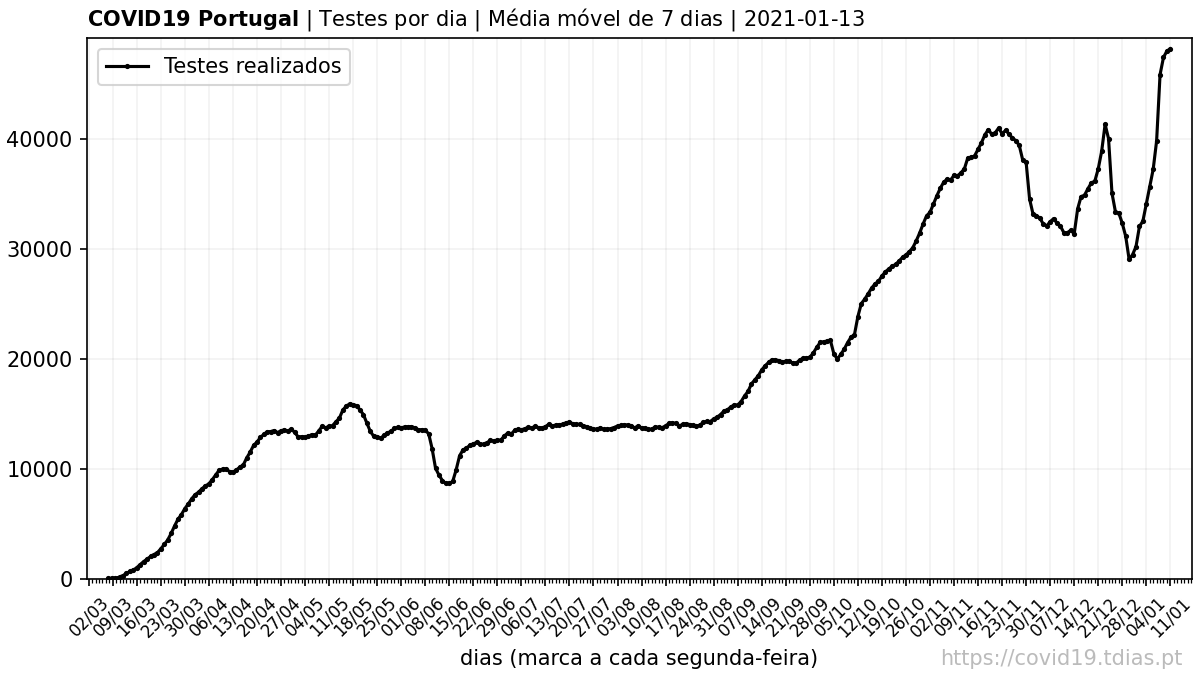 COVID19 Portugal | Testes por dia | Média móvel de 7 dias | 2021-01-13
Testes realizados
40000
30000
20000
10000
0
02/03 09/03 16/03 23/03 30/03 06/04 13/04 20/04 27/04 04/05 11/05 18/05 25/05 01/06 08/06 15/06 22/06 29/06 06/07 13/07 20/07 27/07 03/08 10/08 17/08 24/08 31/08 07/09 14/09 21/09 28/09 05/10 12/10 19/10 26/10 02/11 09/11 16/11 23/11 30/11 07/12 14/12 21/12 28/12 04/01 11/01
dias (marca a cada segunda-feira)
https://covid19.tdias.pt